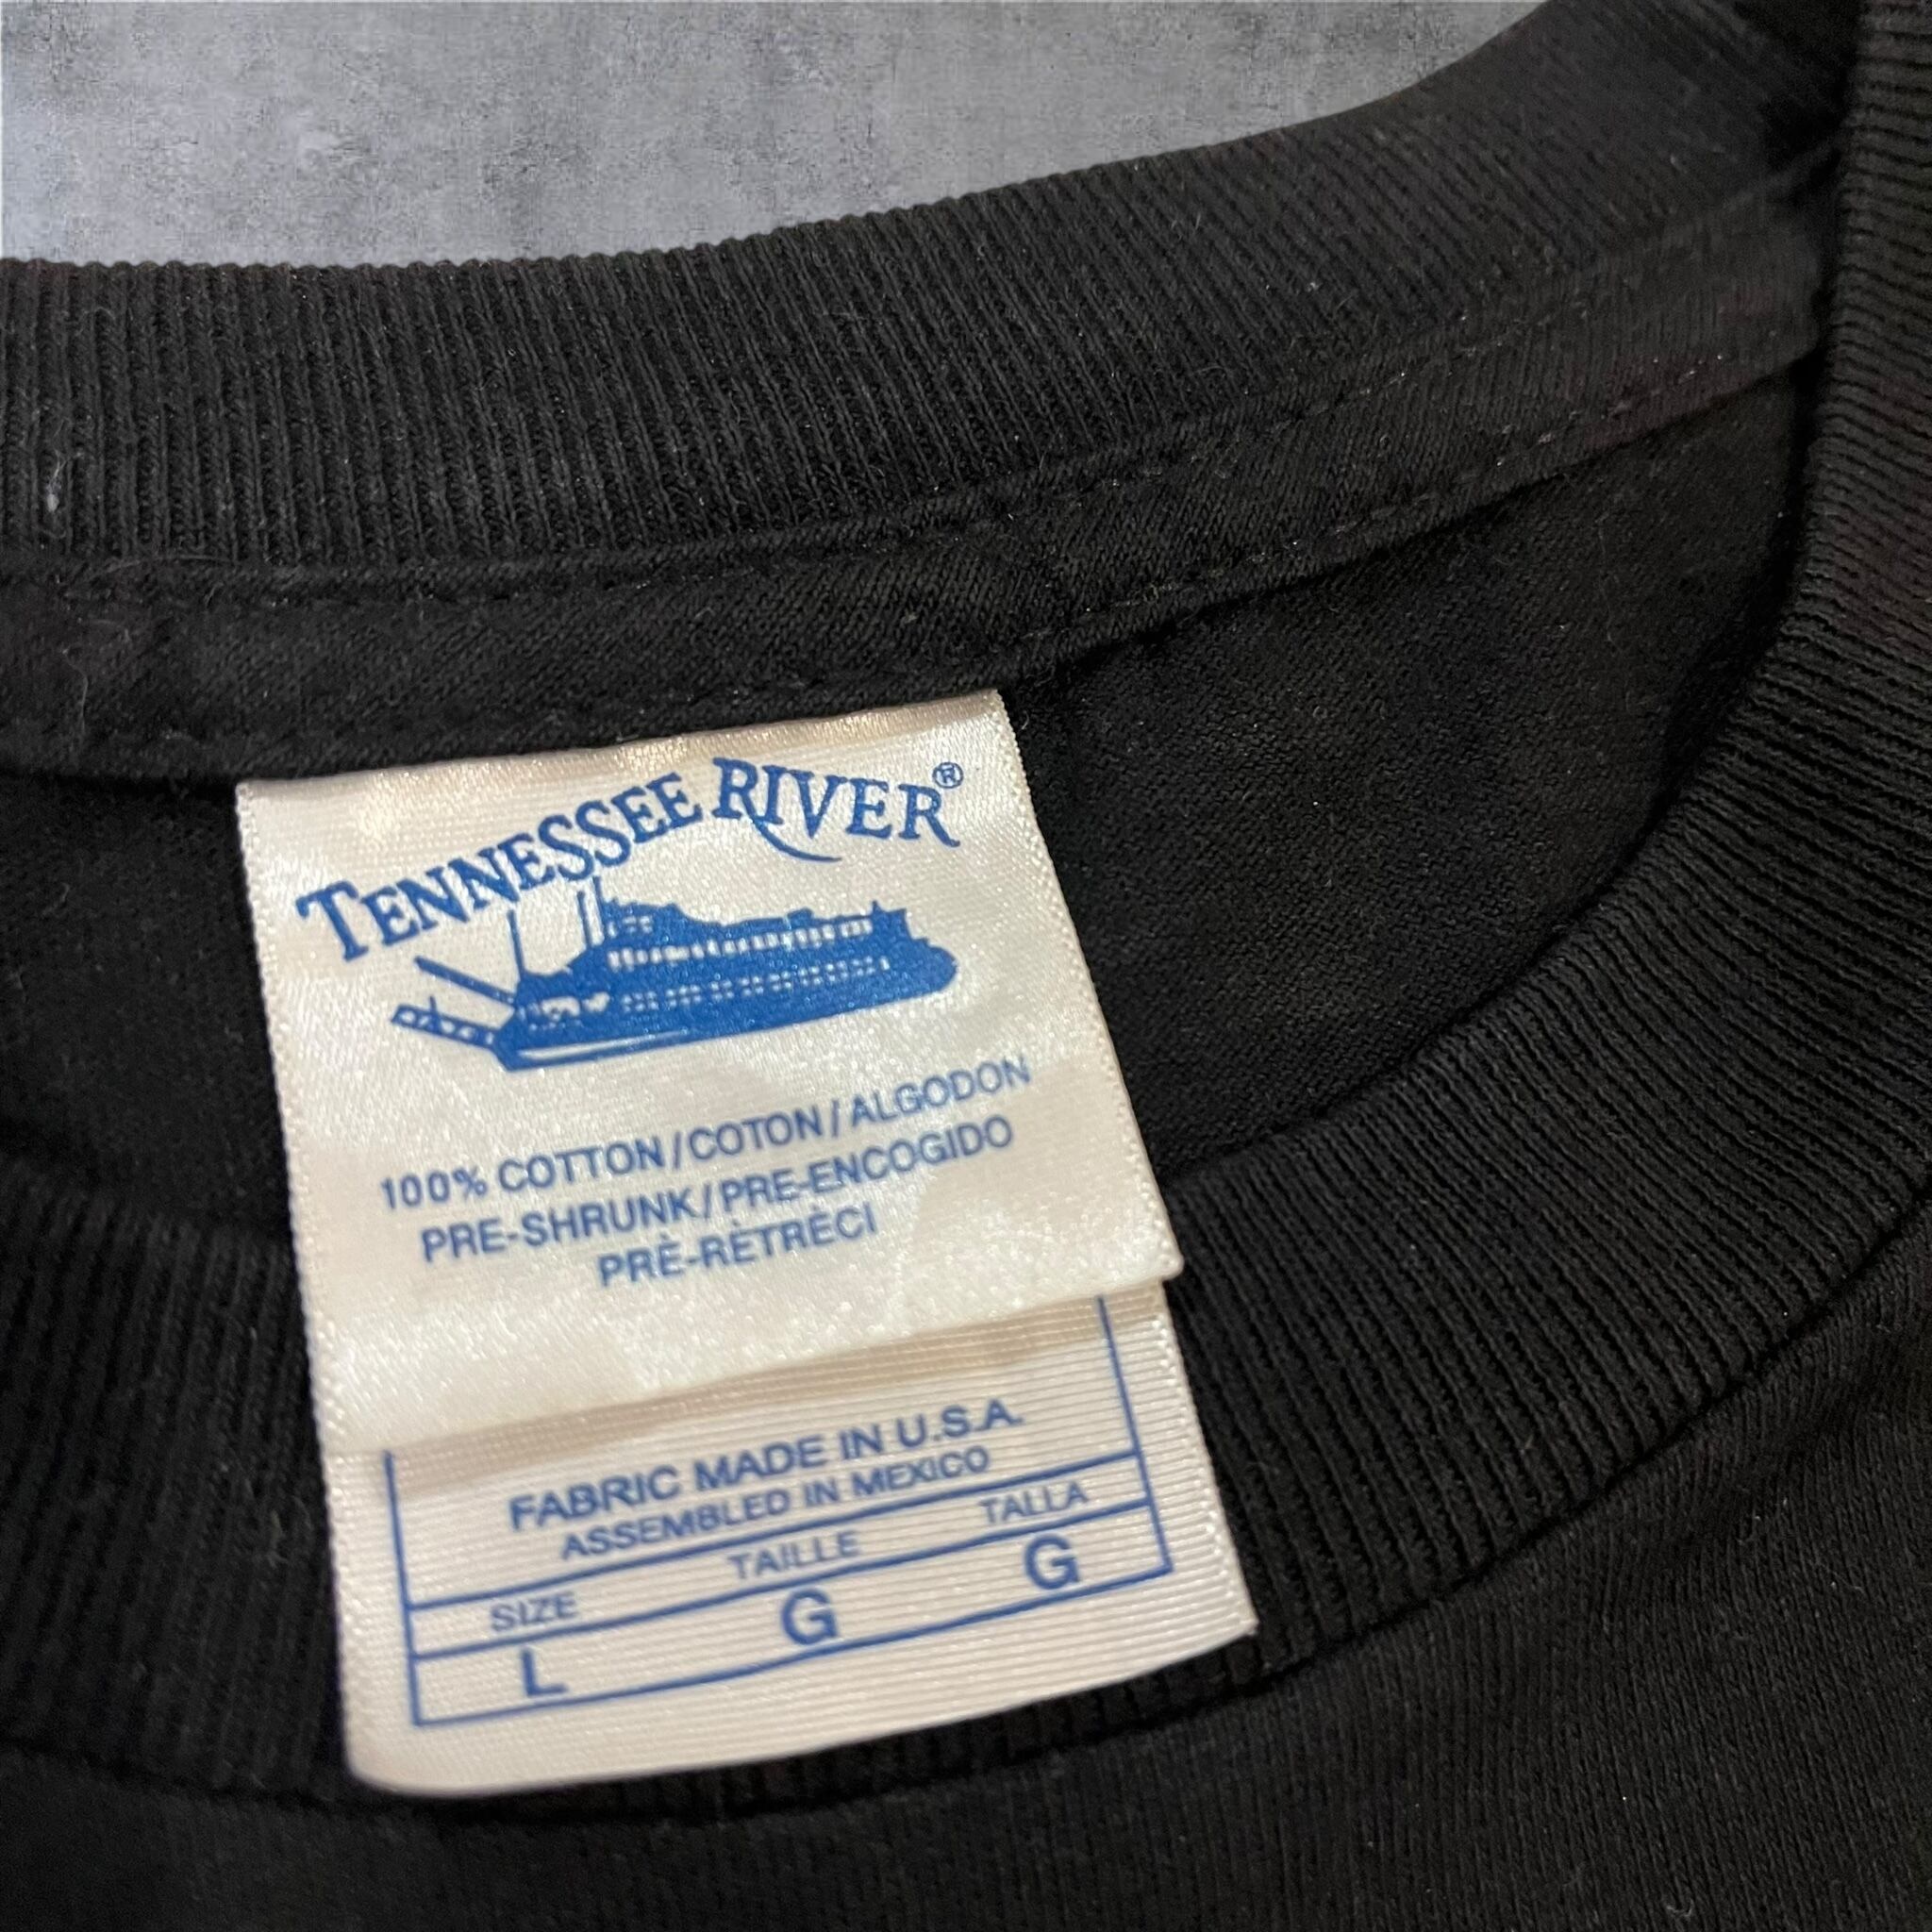 TENNESSEE RIVER®
100% COTTON/COTON/ALGODON
PRE-SHRUNK/PRE-ENCOGIDO
PRÈ-RÈTRÈCI
FABRIC MADE IN U.S.A.
ASSEMBLED IN MEXICO
SIZE TAILLE TALLA
L G G